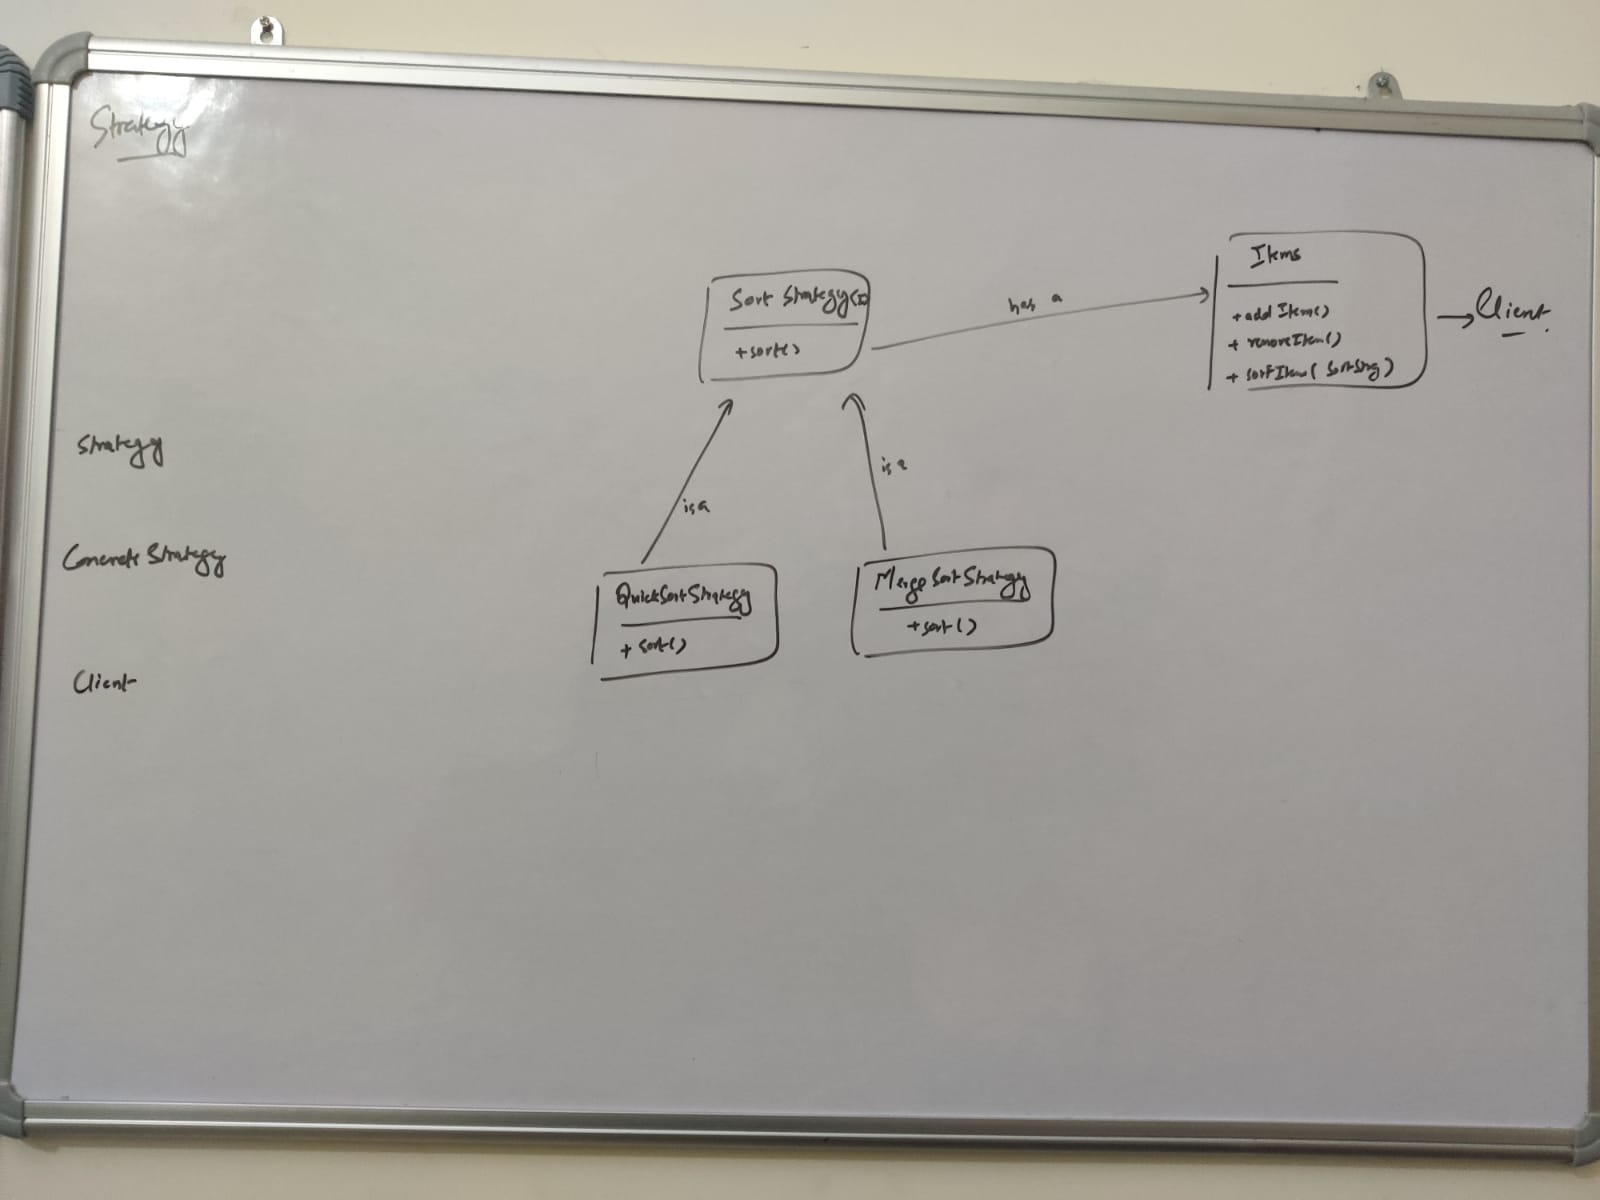 Strategy
Sort Strategy(I)
+sort()
has a
Items
+ add Item()
+ removeItem()
+ sortItem( SortStrg)
Client
Strategy
is a
is a
Concrete Strategy
QuickSortStrategy
+ sort()
MergeSortStrategy
+sort()
Client